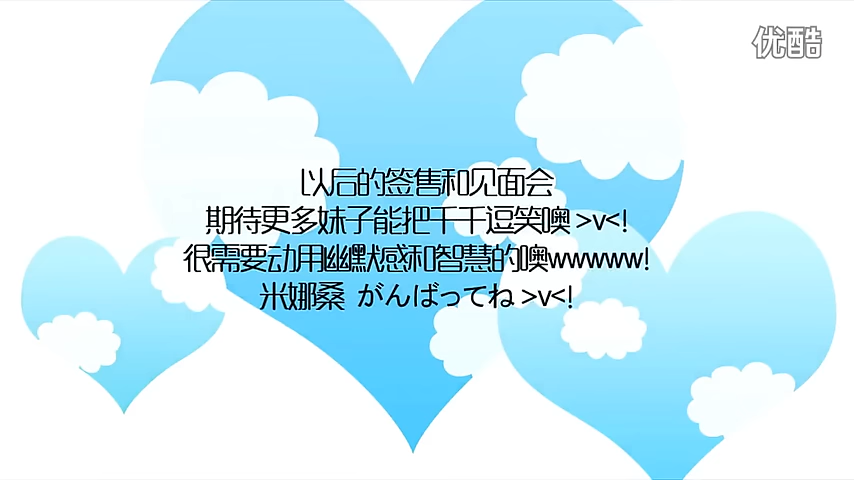 优酷
以后的签售和见面会
期待更多妹子能把千千逗笑噢 >v<!
很需要动用幽默感和智慧的噢wwwww!
米娜桑 がんばってね >v<!